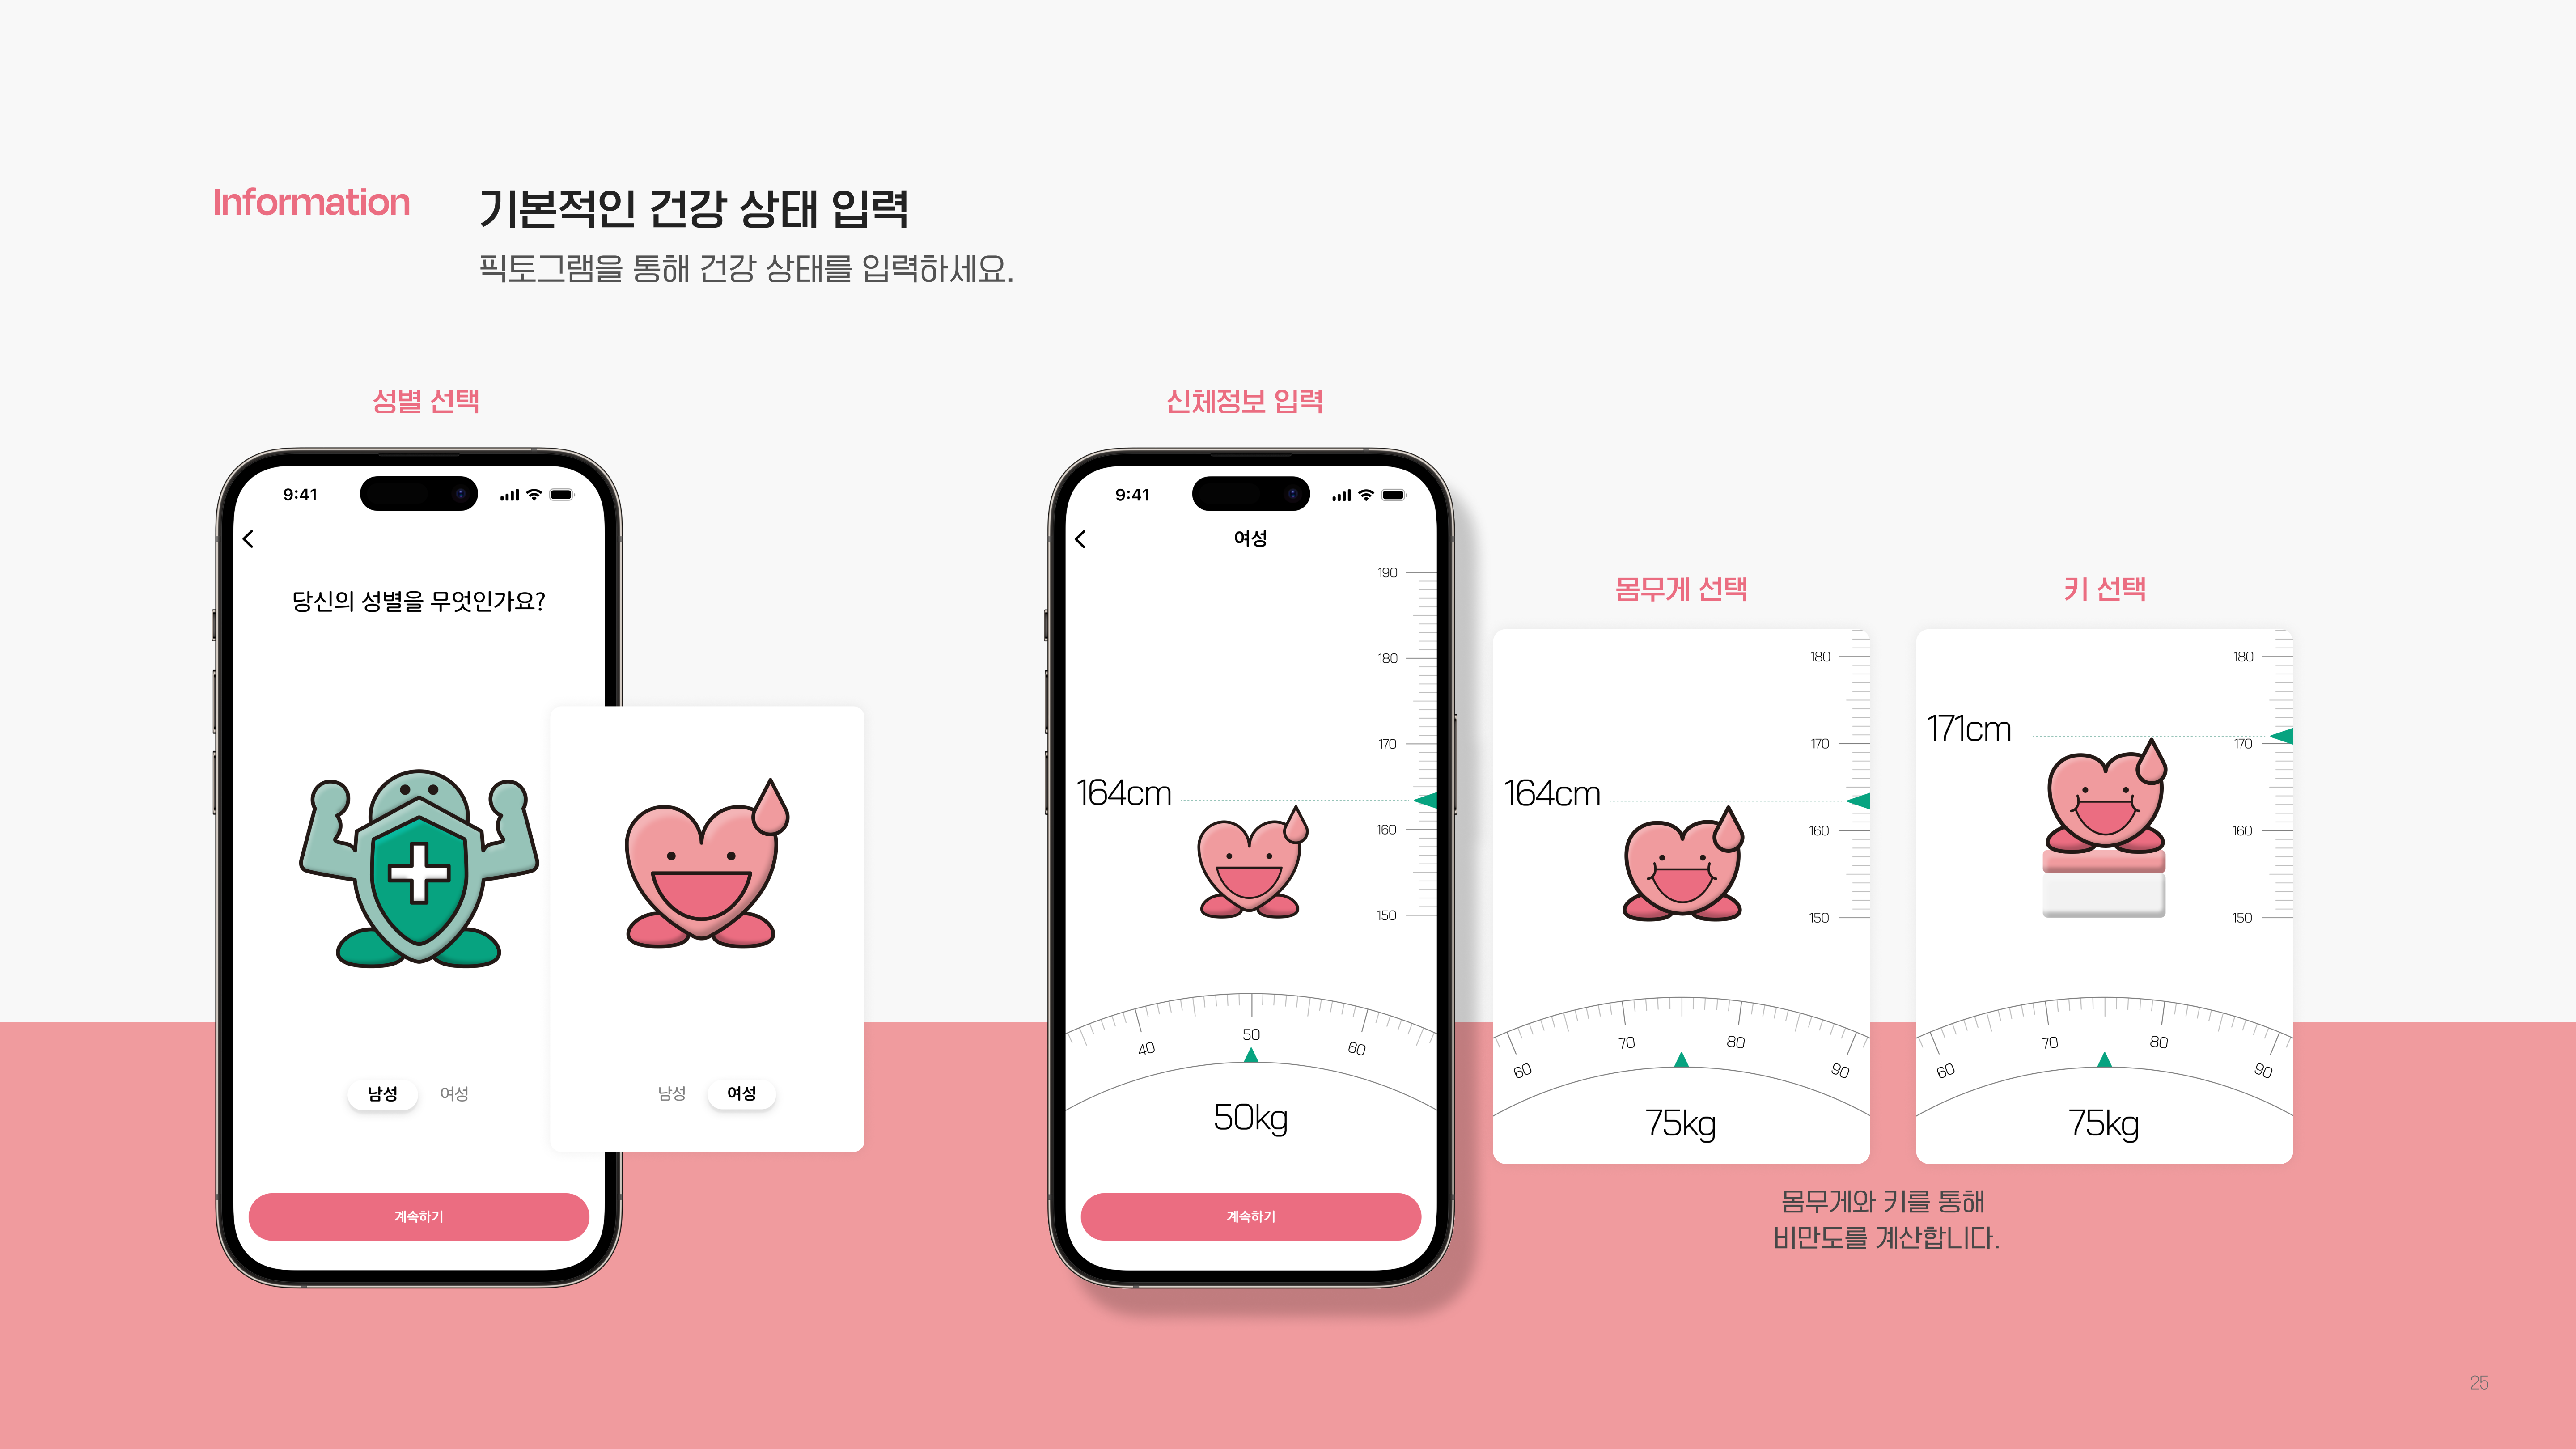 Information
기본적인 건강 상태 입력
픽토그램을 통해 건강 상태를 입력하세요.
성별 선택
9:41
당신의 성별을 무엇인가요?
남성 여성
계속하기
남성 여성
신체정보 입력
9:41
여성
190
180
170
164cm
160
150
40 50 60
50kg
계속하기
몸무게 선택
180
170
164cm
160
150
60 70 80 90
75kg
키 선택
180
171cm
170
160
150
60 70 80 90
75kg
몸무게와 키를 통해
비만도를 계산합니다.
25